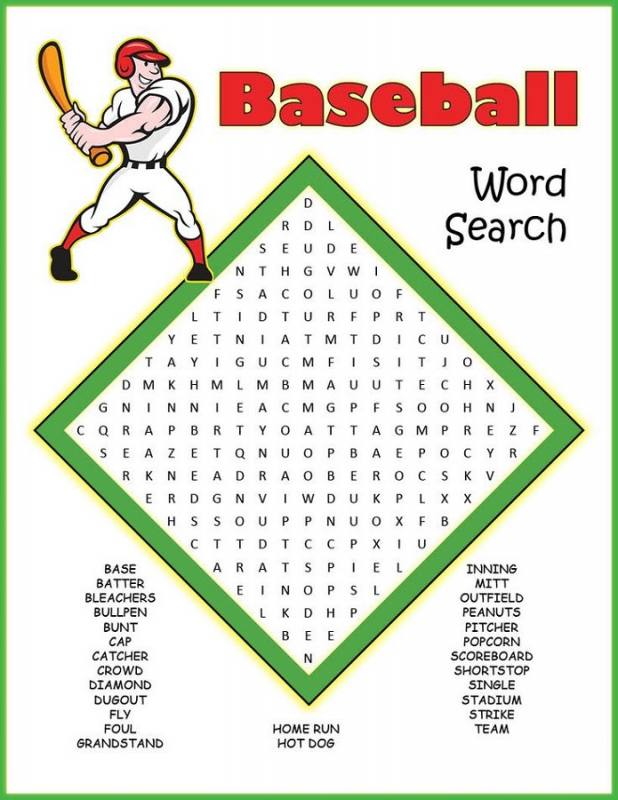 Baseball
Word
Search
D
R D L
S E U D E
N T H G V W I
F S A C O L U O F
L T I D T U R F P R T
Y E T N I A T M T D I C U
T A Y I G U C M F I S I T J O
D M K H M L M B M A U U T E C H X
G N I N N I E A C M G P F S O O H N J
C Q R A P B R T Y O A T T A G M P R E Z F
S E A Z E T Q N U O P B A E P O C Y R
R K N E A D R A O B E R O C S K V
E R D G N V I W D U K P L X X
H S S O U P P N U O X F B
C T T D T C C P X I U
A R A T S P I E L
E I N O P S L
L K D H P
B E E
N
BASE
BATTER
BLEACHERS
BULLPEN
BUNT
CAP
CATCHER
CROWD
DIAMOND
DUGOUT
FLY
FOUL
GRANDSTAND
HOME RUN
HOT DOG
INNING
MITT
OUTFIELD
PEANUTS
PITCHER
POPCORN
SCOREBOARD
SHORTSTOP
SINGLE
STADIUM
STRIKE
TEAM